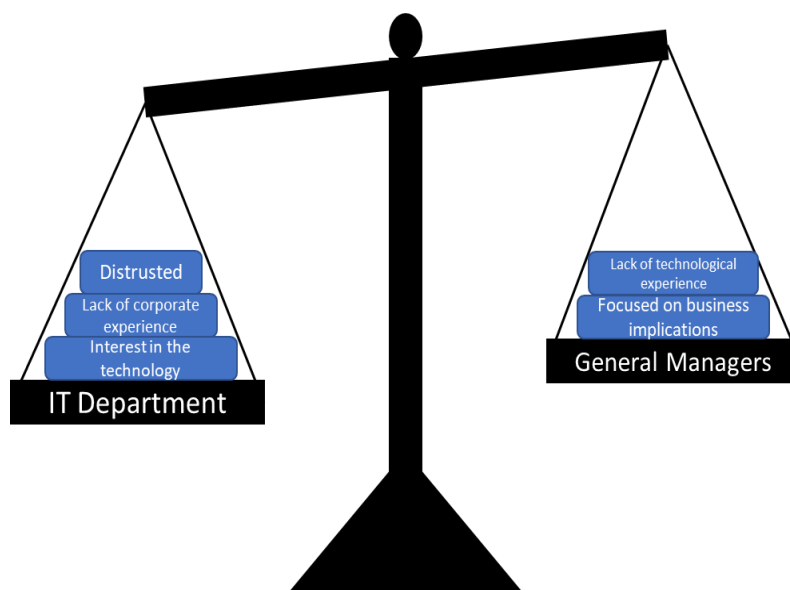 Distrusted
Lack of corporate
experience
Interest in the
technology
IT Department
Lack of technological
experience
Focused on business
implications
General Managers